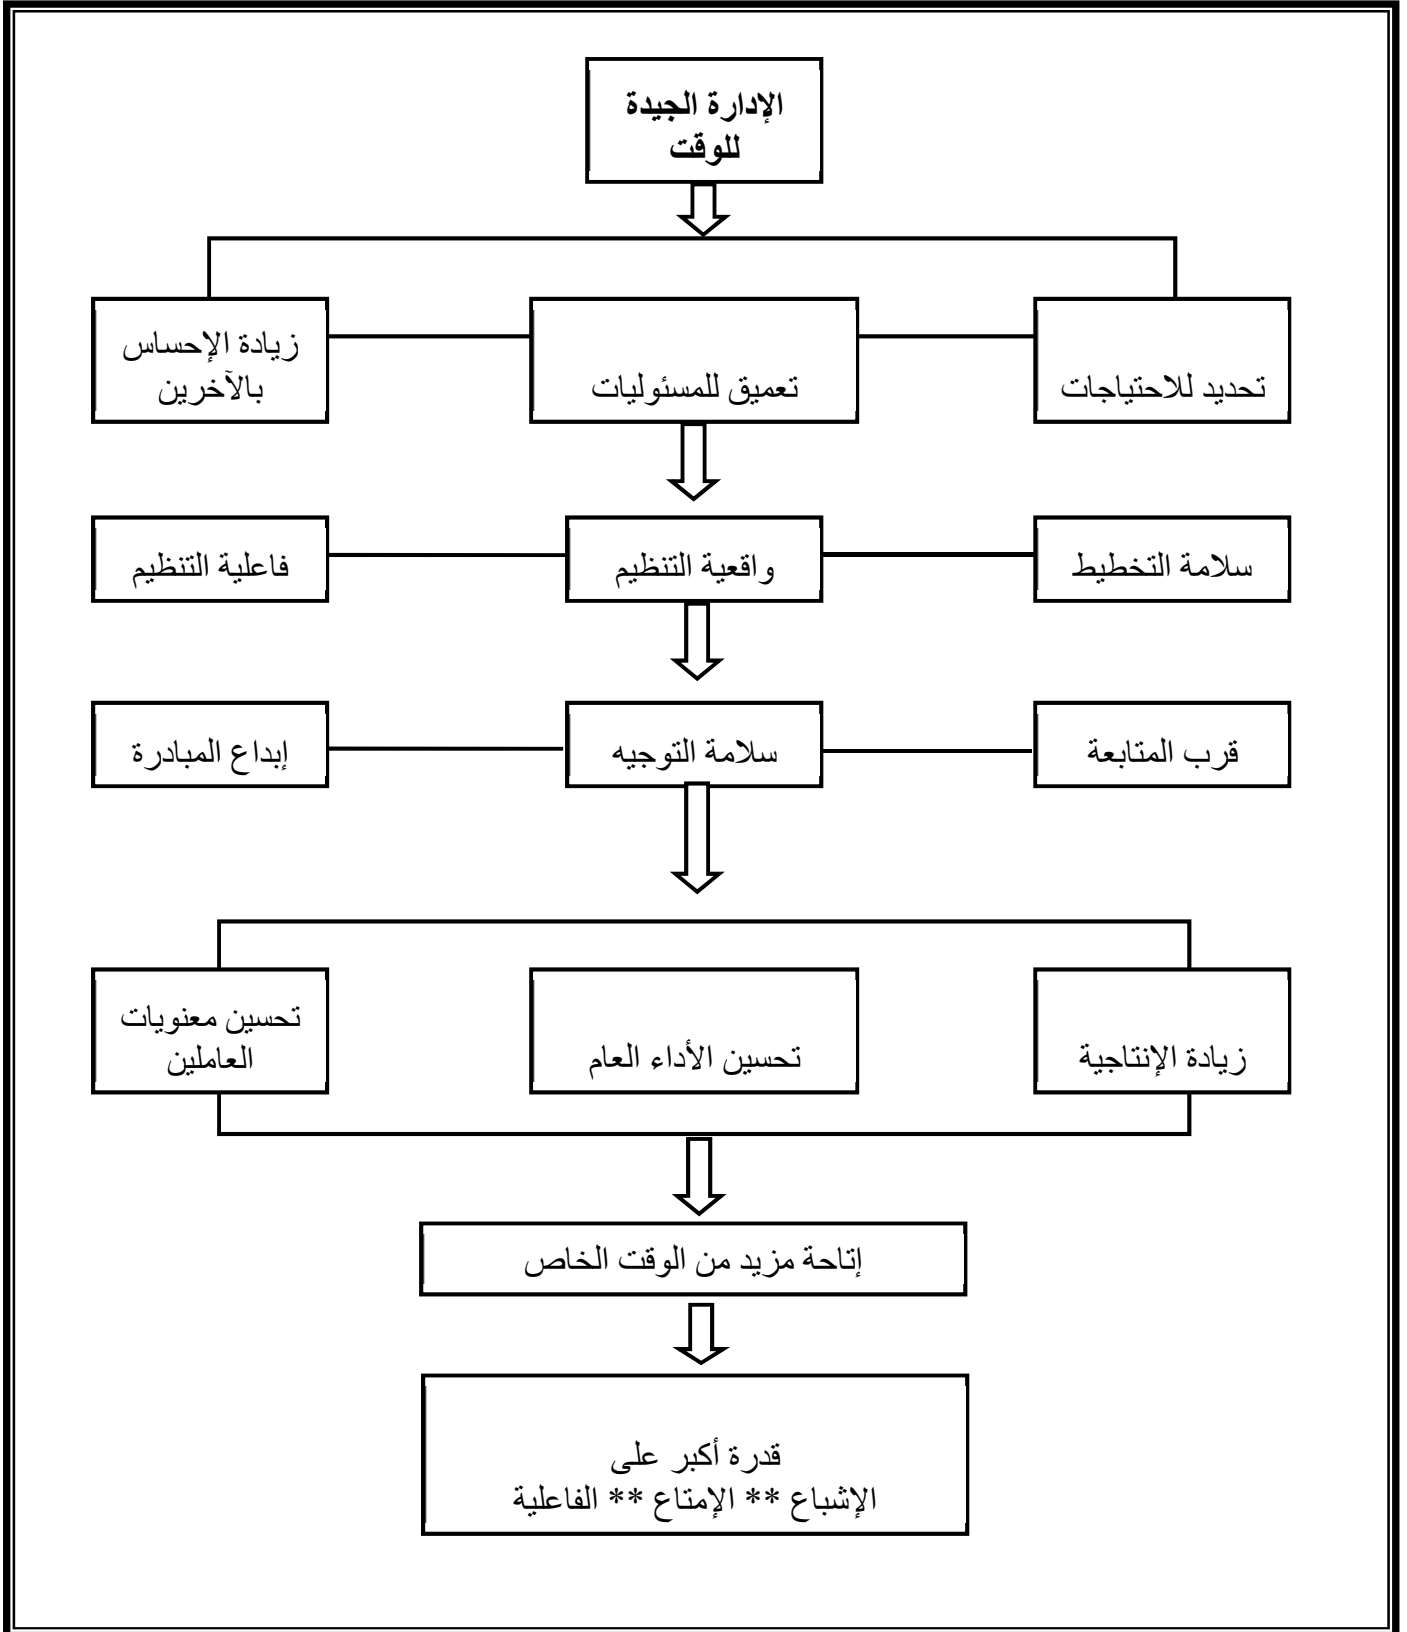 الإدارة الجيدة
للوقت
تحديد للاحتياجات
تعميق للمسئوليات
زيادة الإحساس
بالآخرين
سلامة التخطيط
واقعية التنظيم
فاعلية التنظيم
قرب المتابعة
سلامة التوجيه
إبداع المبادرة
زيادة الإنتاجية
تحسين الأداء العام
تحسين معنويات
العاملين
إتاحة مزيد من الوقت الخاص
قدرة أكبر على
الإشباع ** الإمتاع ** الفاعلية